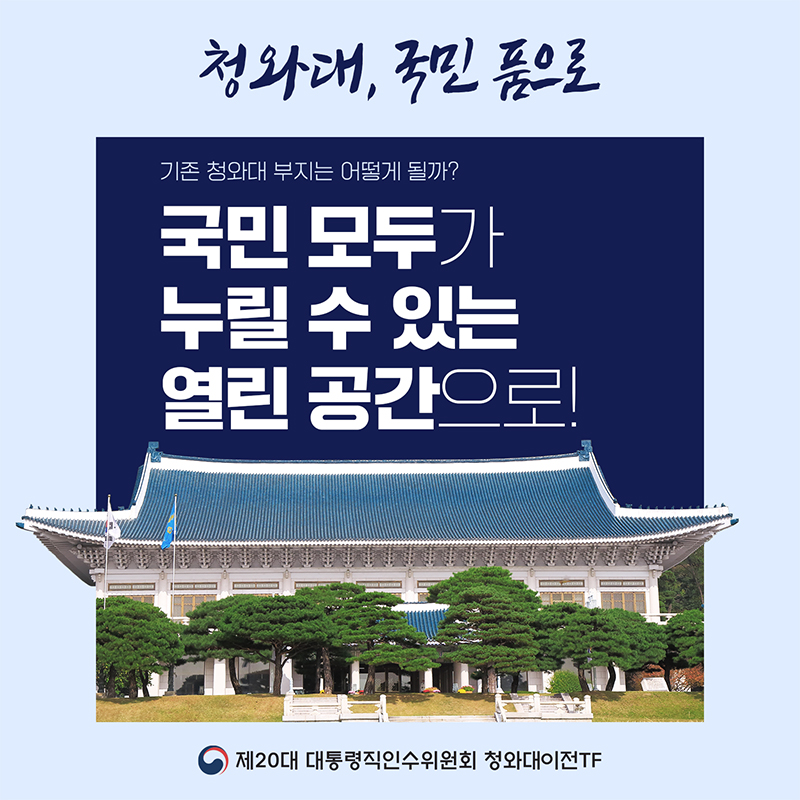 청와대, 국민 품으로
기존 청와대 부지는 어떻게 될까?
국민 모두가
누릴 수 있는
열린 공간으로!
제20대 대통령직인수위원회 청와대이전TF